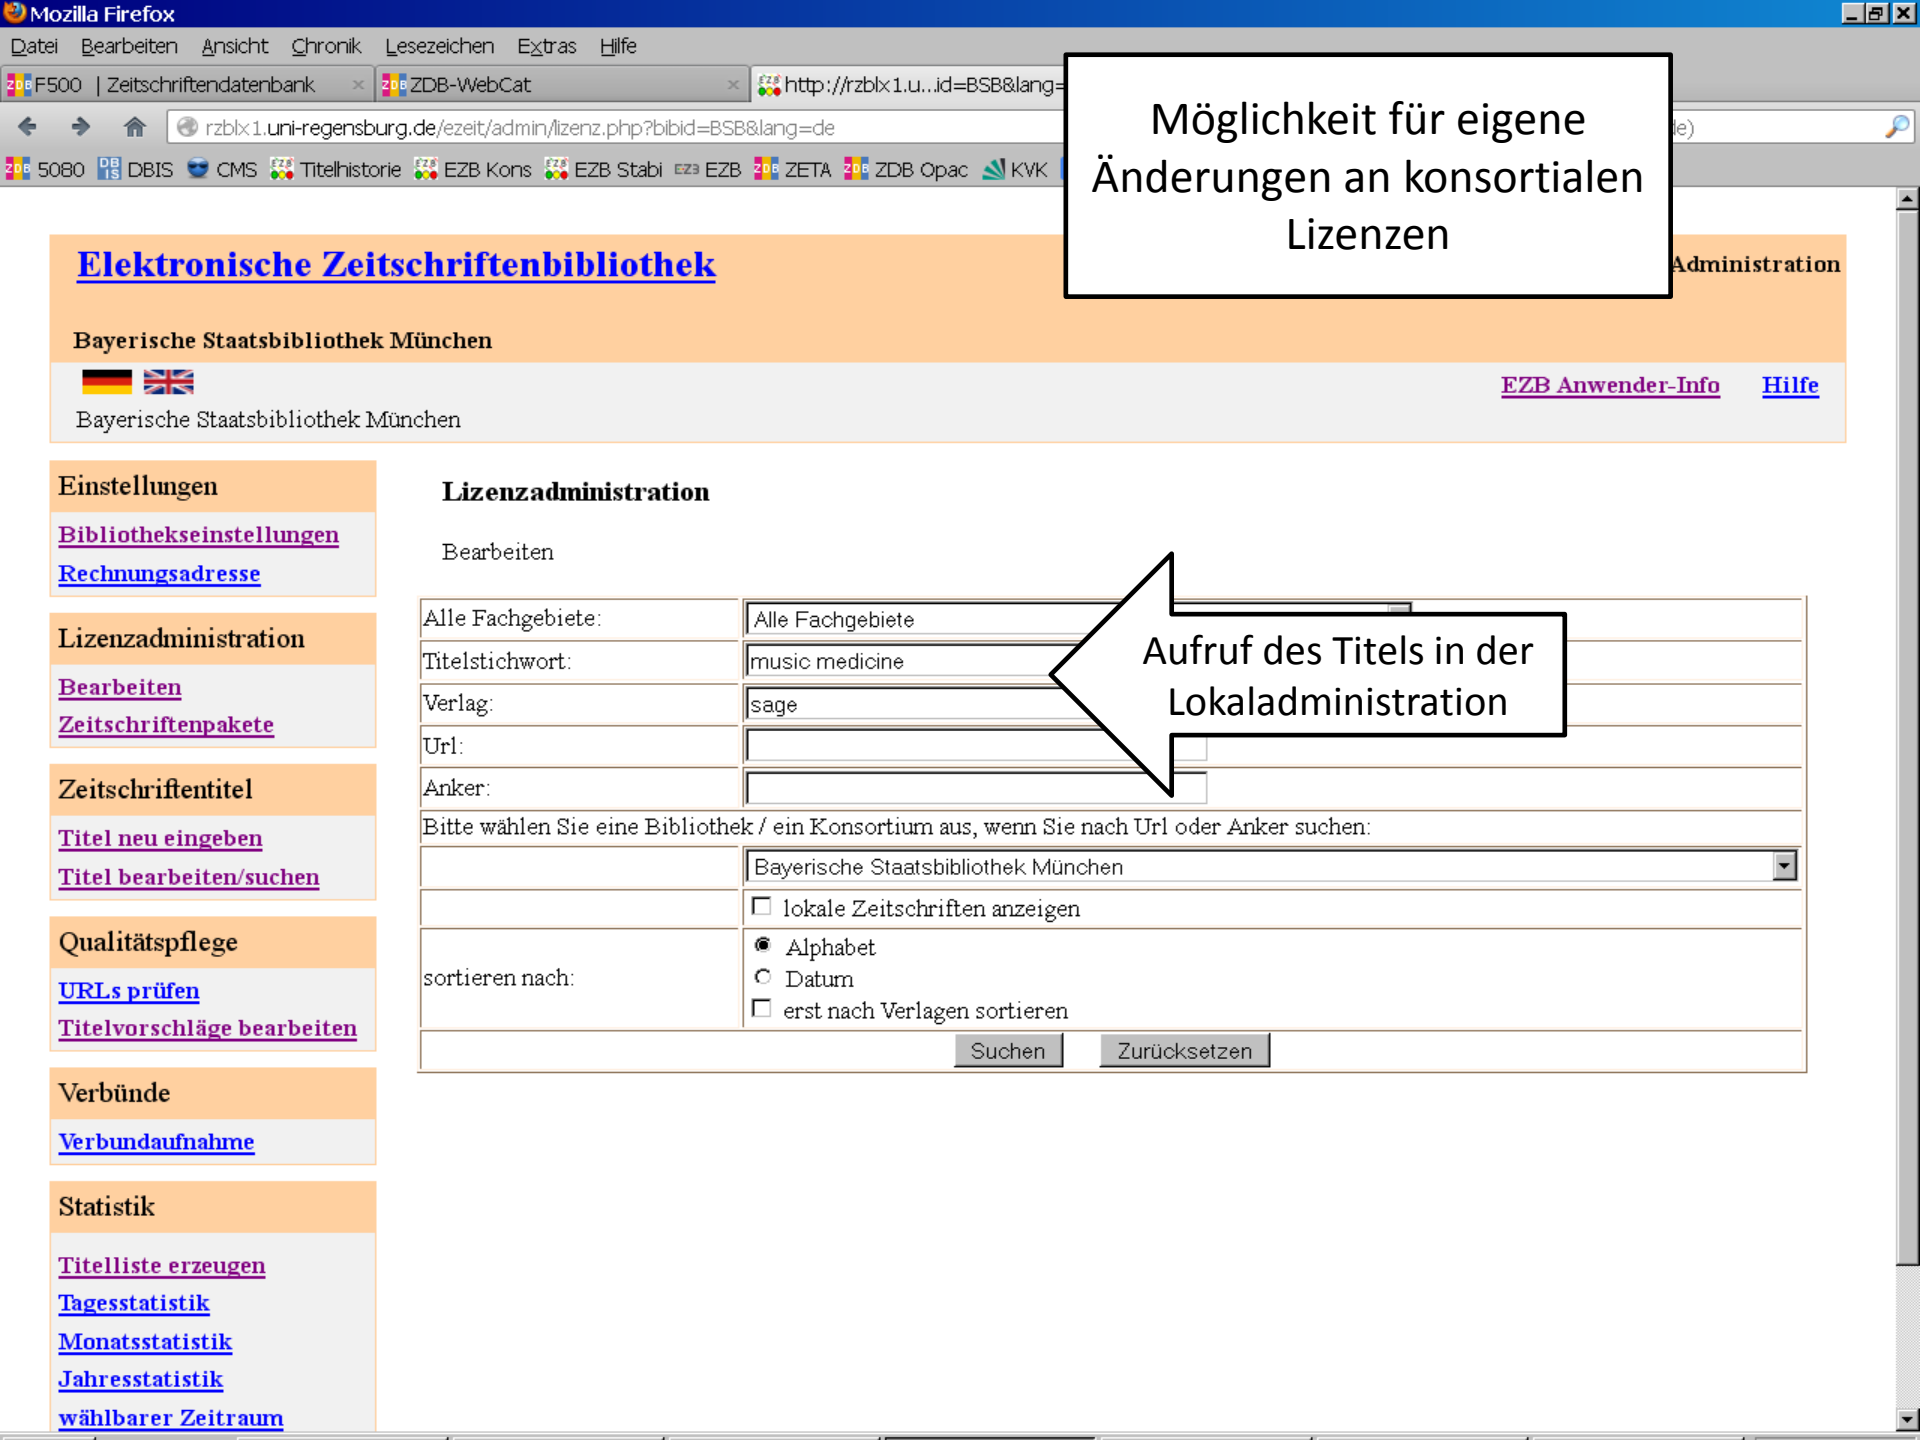 Mozilla Firefox
Datei Bearbeiten Ansicht Chronik Lesezeichen Extras Hilfe
F500 | Zeitschriftendatenbank
ZDB-WebCat
http://rzblx1.u...id=BSB&lang=
rzblx1.uni-regensburg.de/ezeit/admin/lizenz.php?bibid=BSB&lang=de
5080 DBIS CMS Titelhistorie EZB Kons EZB Stabi EZB ZETA ZDB Opac KVK
Möglichkeit für eigene
Änderungen an konsortialen
Lizenzen
Elektronische Zeitschriftenbibliothek
Administration
Bayerische Staatsbibliothek München
EZB Anwender-Info Hilfe
Bayerische Staatsbibliothek München
Einstellungen
Bibliothekseinstellungen
Rechnungsadresse
Lizenzadministration
Bearbeiten
Zeitschriftenpakete
Zeitschriftentitel
Titel neu eingeben
Titel bearbeiten/suchen
Qualitätspflege
URLs prüfen
Titelvorschläge bearbeiten
Verbünde
Verbundaufnahme
Statistik
Titelliste erzeugen
Tagesstatistik
Monatsstatistik
Jahresstatistik
wählbarer Zeitraum
Lizenzadministration
Bearbeiten
Alle Fachgebiete: Alle Fachgebiete
Titelstichwort: music medicine
Verlag: sage
Url:
Anker:
Aufruf des Titels in der
Lokaladministration
Bitte wählen Sie eine Bibliothek / ein Konsortium aus, wenn Sie nach Url oder Anker suchen:
Bayerische Staatsbibliothek München
lokale Zeitschriften anzeigen
sortieren nach:
Alphabet
Datum
erst nach Verlagen sortieren
Suchen Zurücksetzen